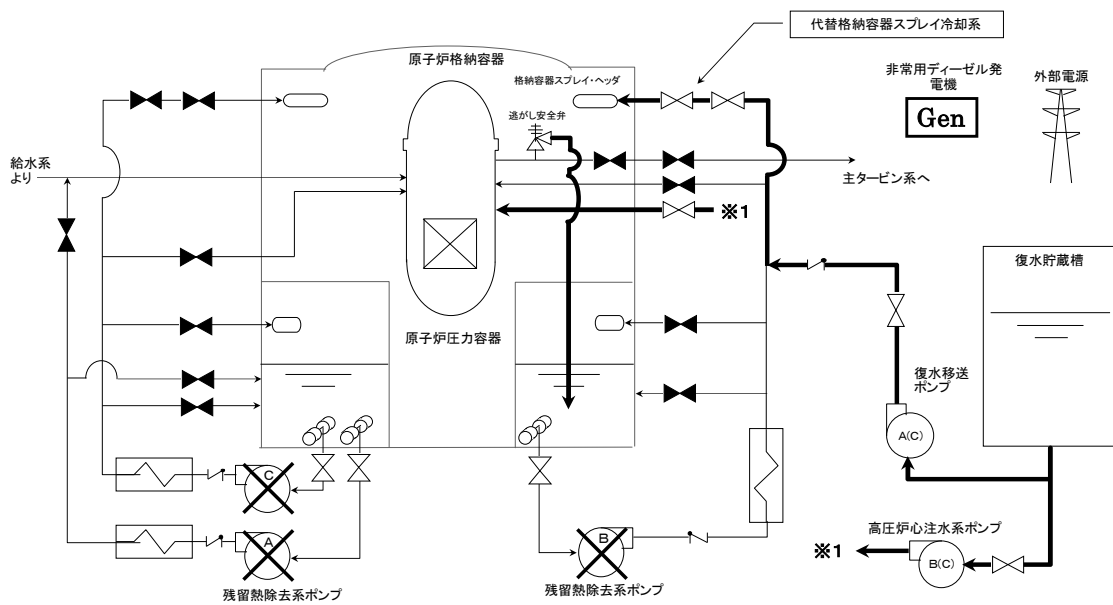 代替格納容器スプレイ冷却系
原子炉格納容器
格納容器スプレイ・ヘッダ
非常用ディーゼル発
電機
外部電源
Gen
逃がし安全弁
給水系
より
主タービン系へ
※1
復水貯蔵槽
原子炉圧力容器
復水移送
ポンプ
A(C)
C
A
B
高圧炉心注水系ポンプ
※1
B(C)
残留熱除去系ポンプ
残留熱除去系ポンプ